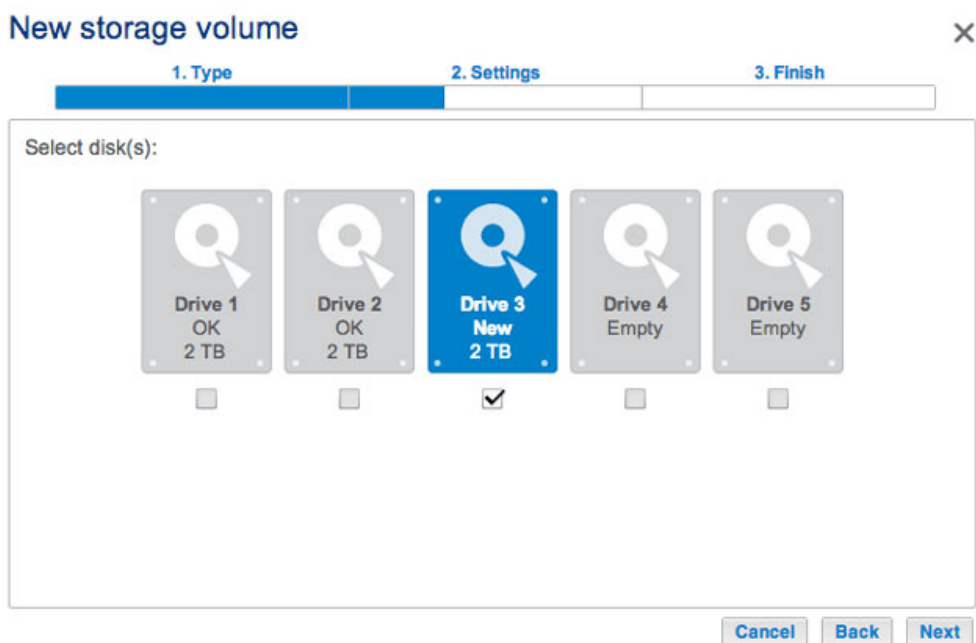 New storage volume
1. Type 2. Settings 3. Finish
Select disk(s):
Drive 1 Drive 2 Drive 3 Drive 4 Drive 5
OK OK New Empty Empty
2 TB 2 TB 2 TB
Cancel Back Next